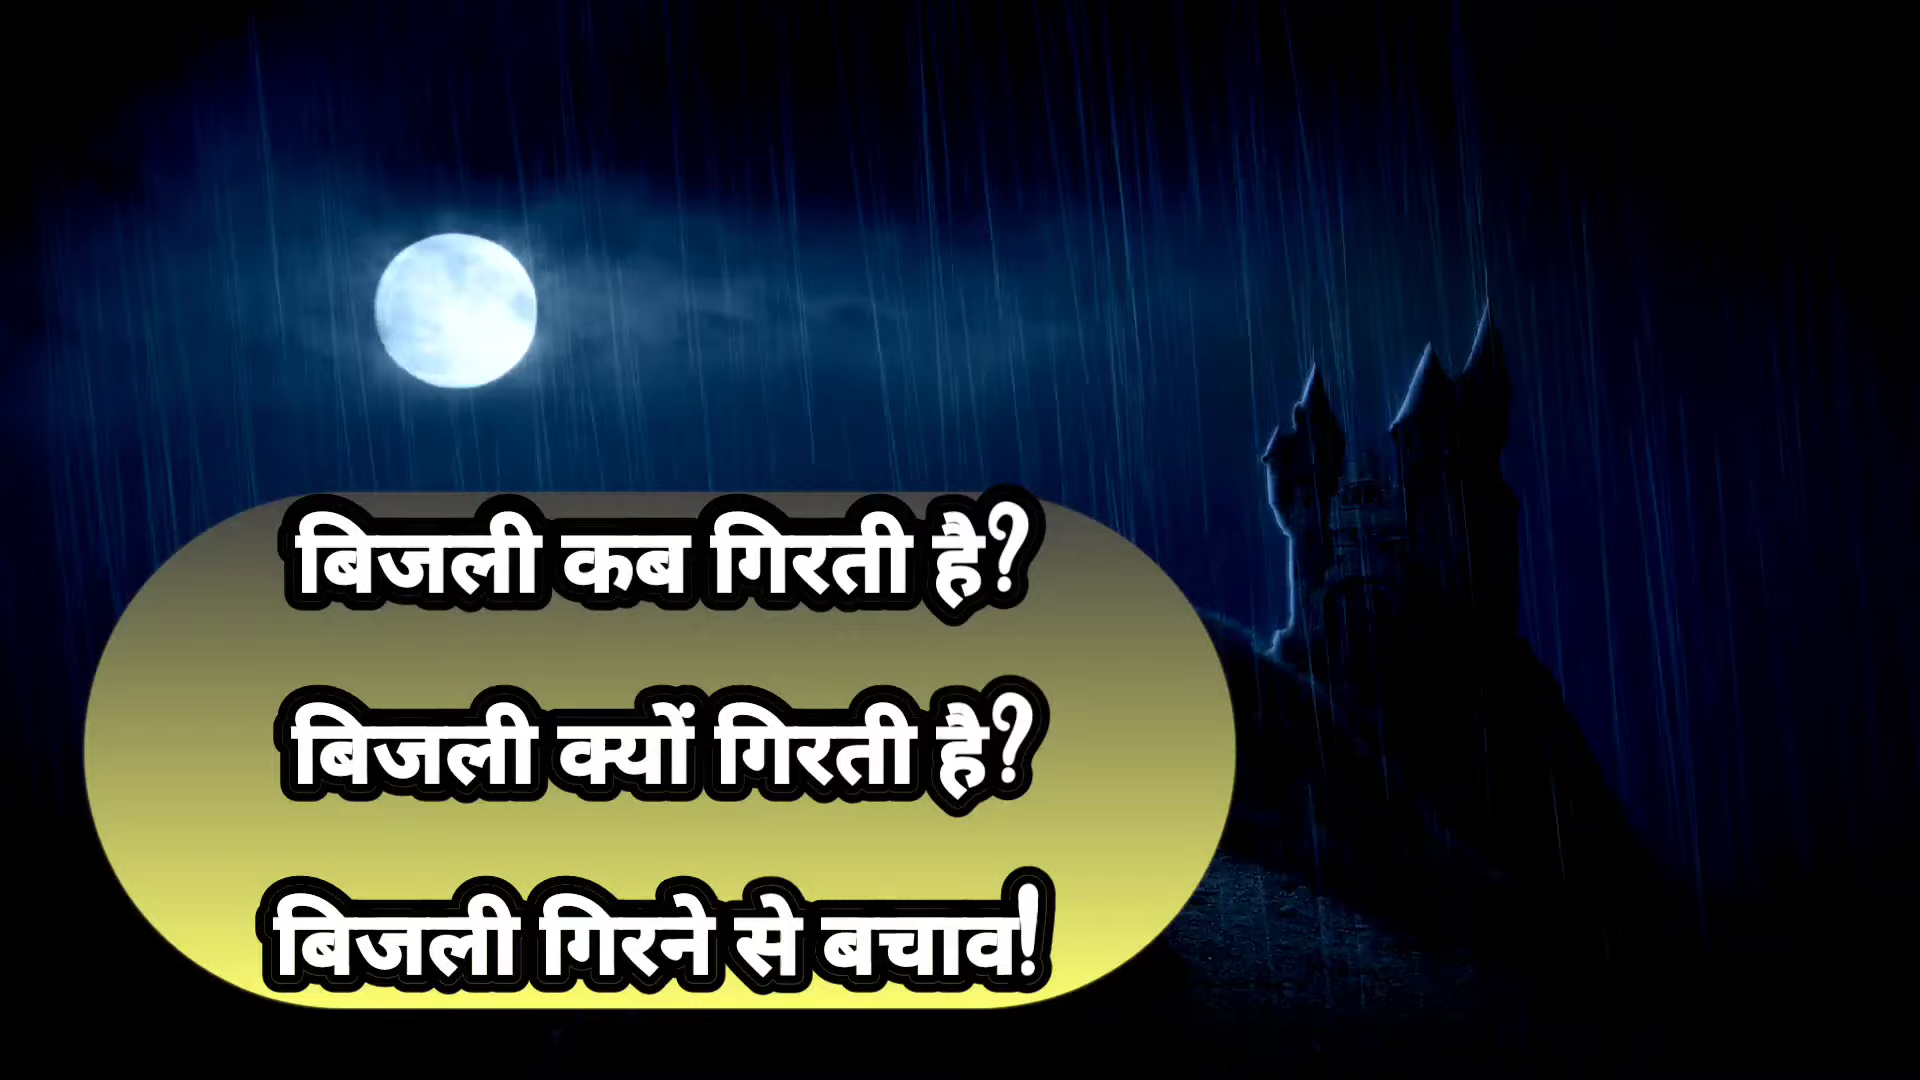 बिजली कब गिरती है?
बिजली क्यों गिरती है?
बिजली गिरने से बचाव!